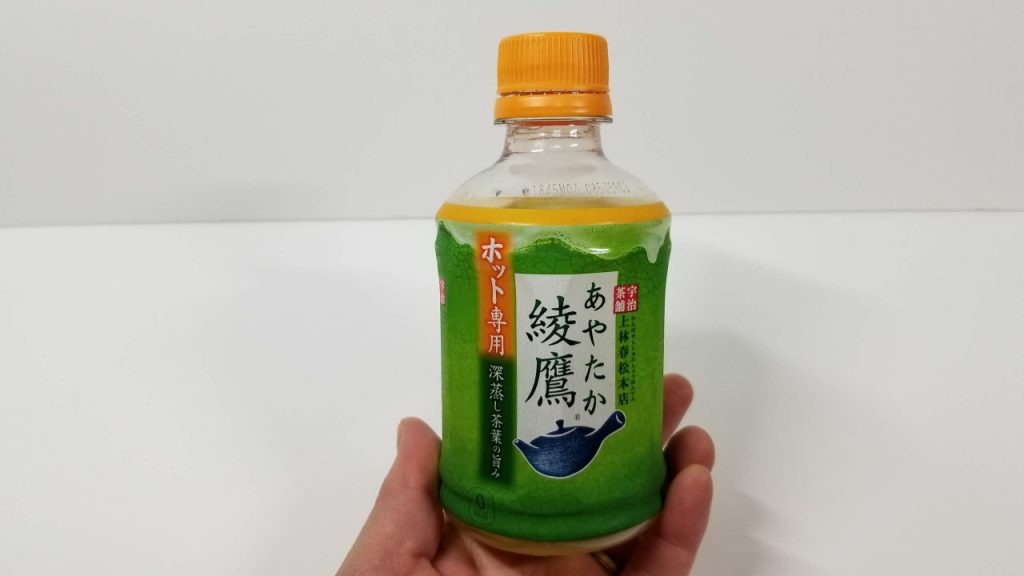 ホット専用
深蒸し茶葉の旨み
あやたか
綾鷹
®
宇治
茶舗
上林春松本店